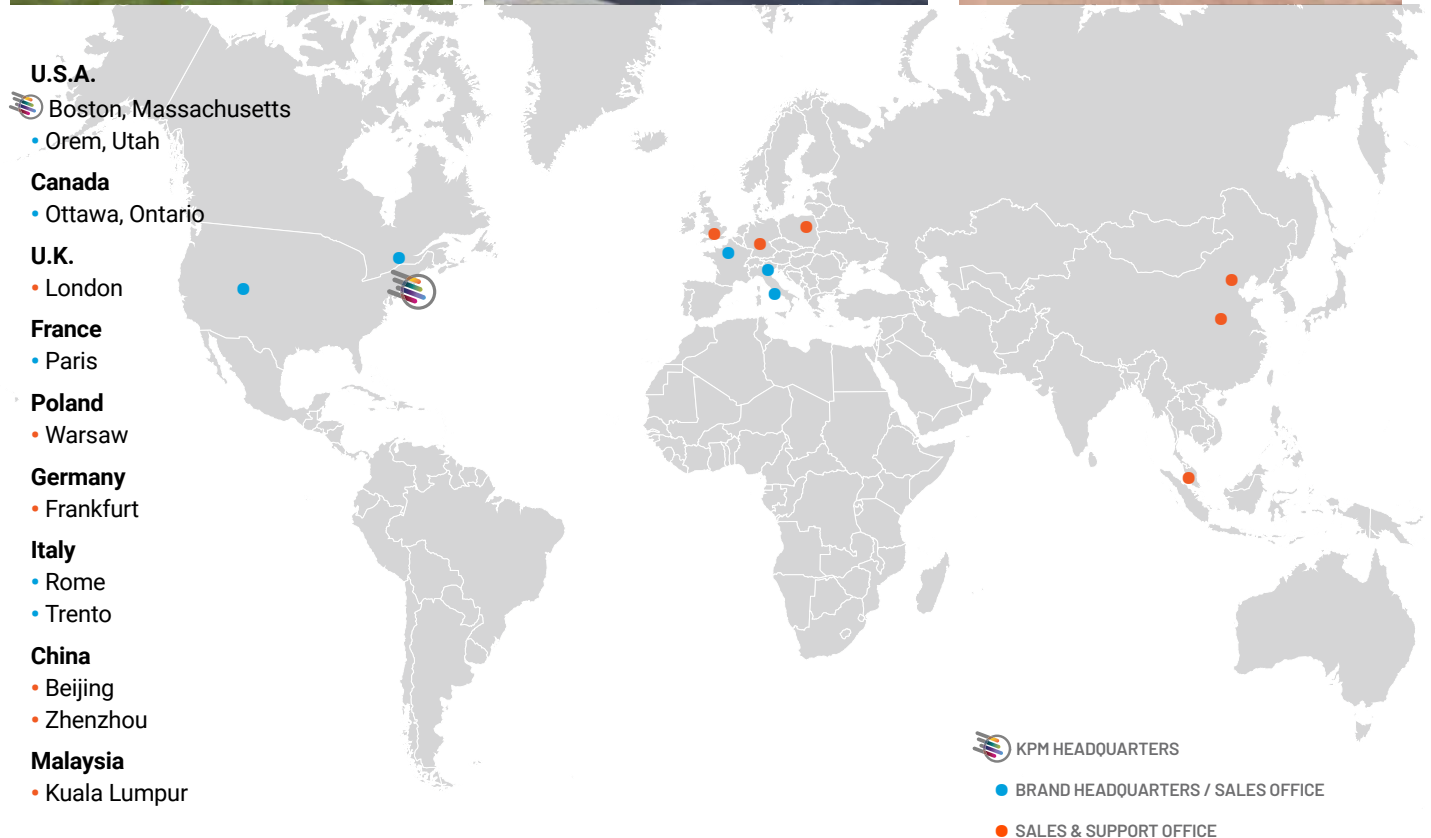 U.S.A.
Boston, Massachusetts
• Orem, Utah
Canada
• Ottawa, Ontario
U.K.
• London
France
• Paris
Poland
• Warsaw
Germany
• Frankfurt
Italy
• Rome
• Trento
China
• Beijing
• Zhenzhou
Malaysia
• Kuala Lumpur
KPM HEADQUARTERS
BRAND HEADQUARTERS / SALES OFFICE
SALES & SUPPORT OFFICE